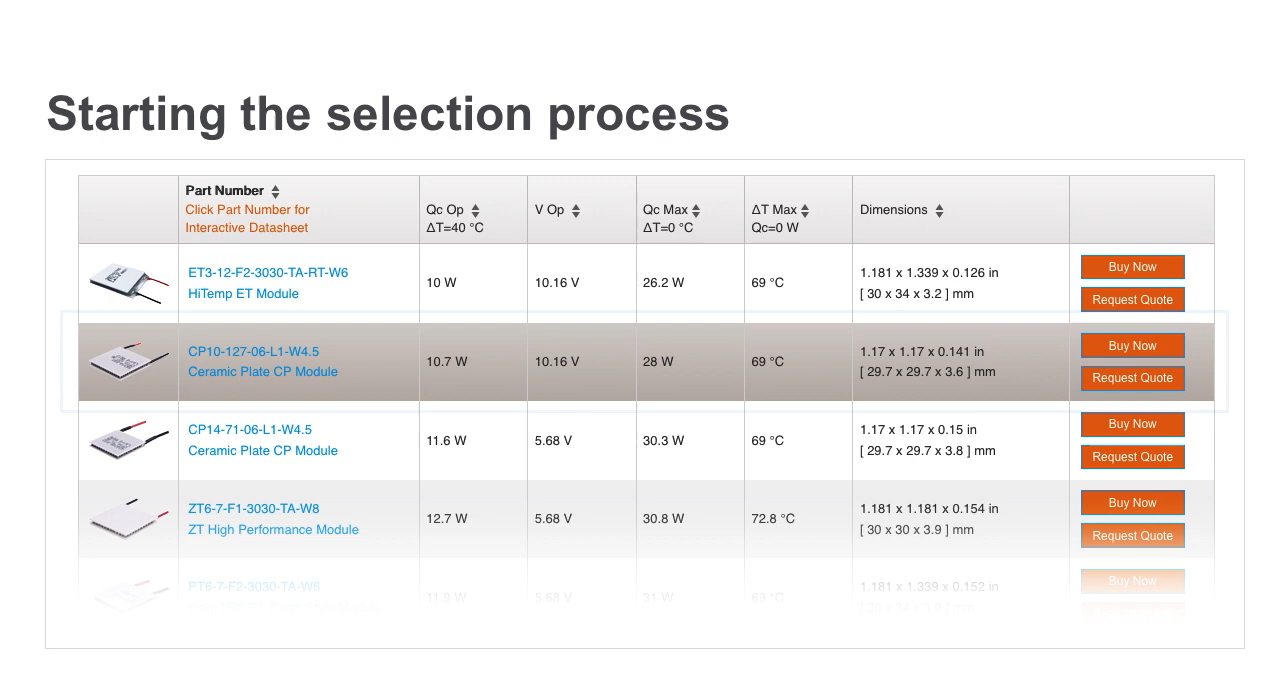 Starting the selection process
Part Number
Click Part Number for
Interactive Datasheet
Qc Op
ΔT=40 °C
V Op
Qc Max
ΔT=0 °C
ΔT Max
Qc=0 W
Dimensions
ET3-12-F2-3030-TA-RT-W6
HiTemp ET Module
10 W
10.16 V
26.2 W
69 °C
1.181 x 1.339 x 0.126 in
[ 30 x 34 x 3.2 ] mm
Buy Now
Request Quote
CP10-127-06-L1-W4.5
Ceramic Plate CP Module
10.7 W
10.16 V
28 W
69 °C
1.17 x 1.17 x 0.141 in
[ 29.7 x 29.7 x 3.6 ] mm
Buy Now
Request Quote
CP14-71-06-L1-W4.5
Ceramic Plate CP Module
11.6 W
5.68 V
30.3 W
69 °C
1.17 x 1.17 x 0.15 in
[ 29.7 x 29.7 x 3.8 ] mm
Buy Now
Request Quote
ZT6-7-F1-3030-TA-W8
ZT High Performance Module
12.7 W
5.68 V
30.8 W
72.8 °C
1.181 x 1.181 x 0.154 in
[ 30 x 30 x 3.9 ] mm
Buy Now
Request Quote
PT6-7-F2-3030-TA-W6
11.9 W
5.68 V
31 W
69 °C
1.181 x 1.339 x 0.152 in
Buy Now